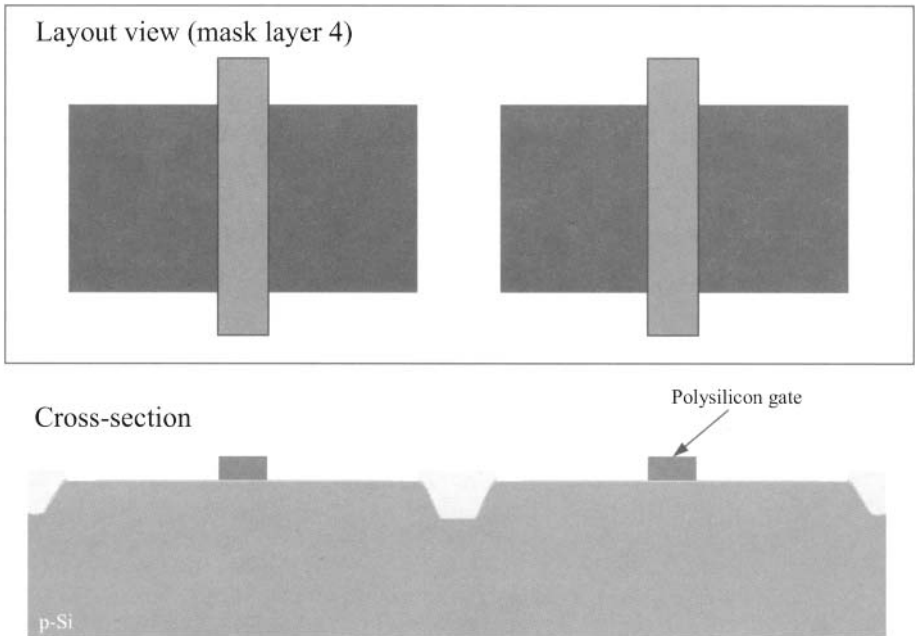 Layout view (mask layer 4)
Polysilicon gate
Cross-section
p-Si